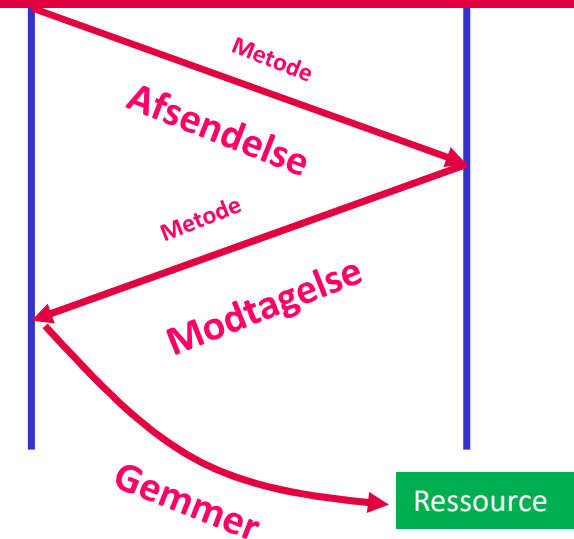 Metode
Afsendelse
Metode
Modtagelse
Gemmer
Ressource